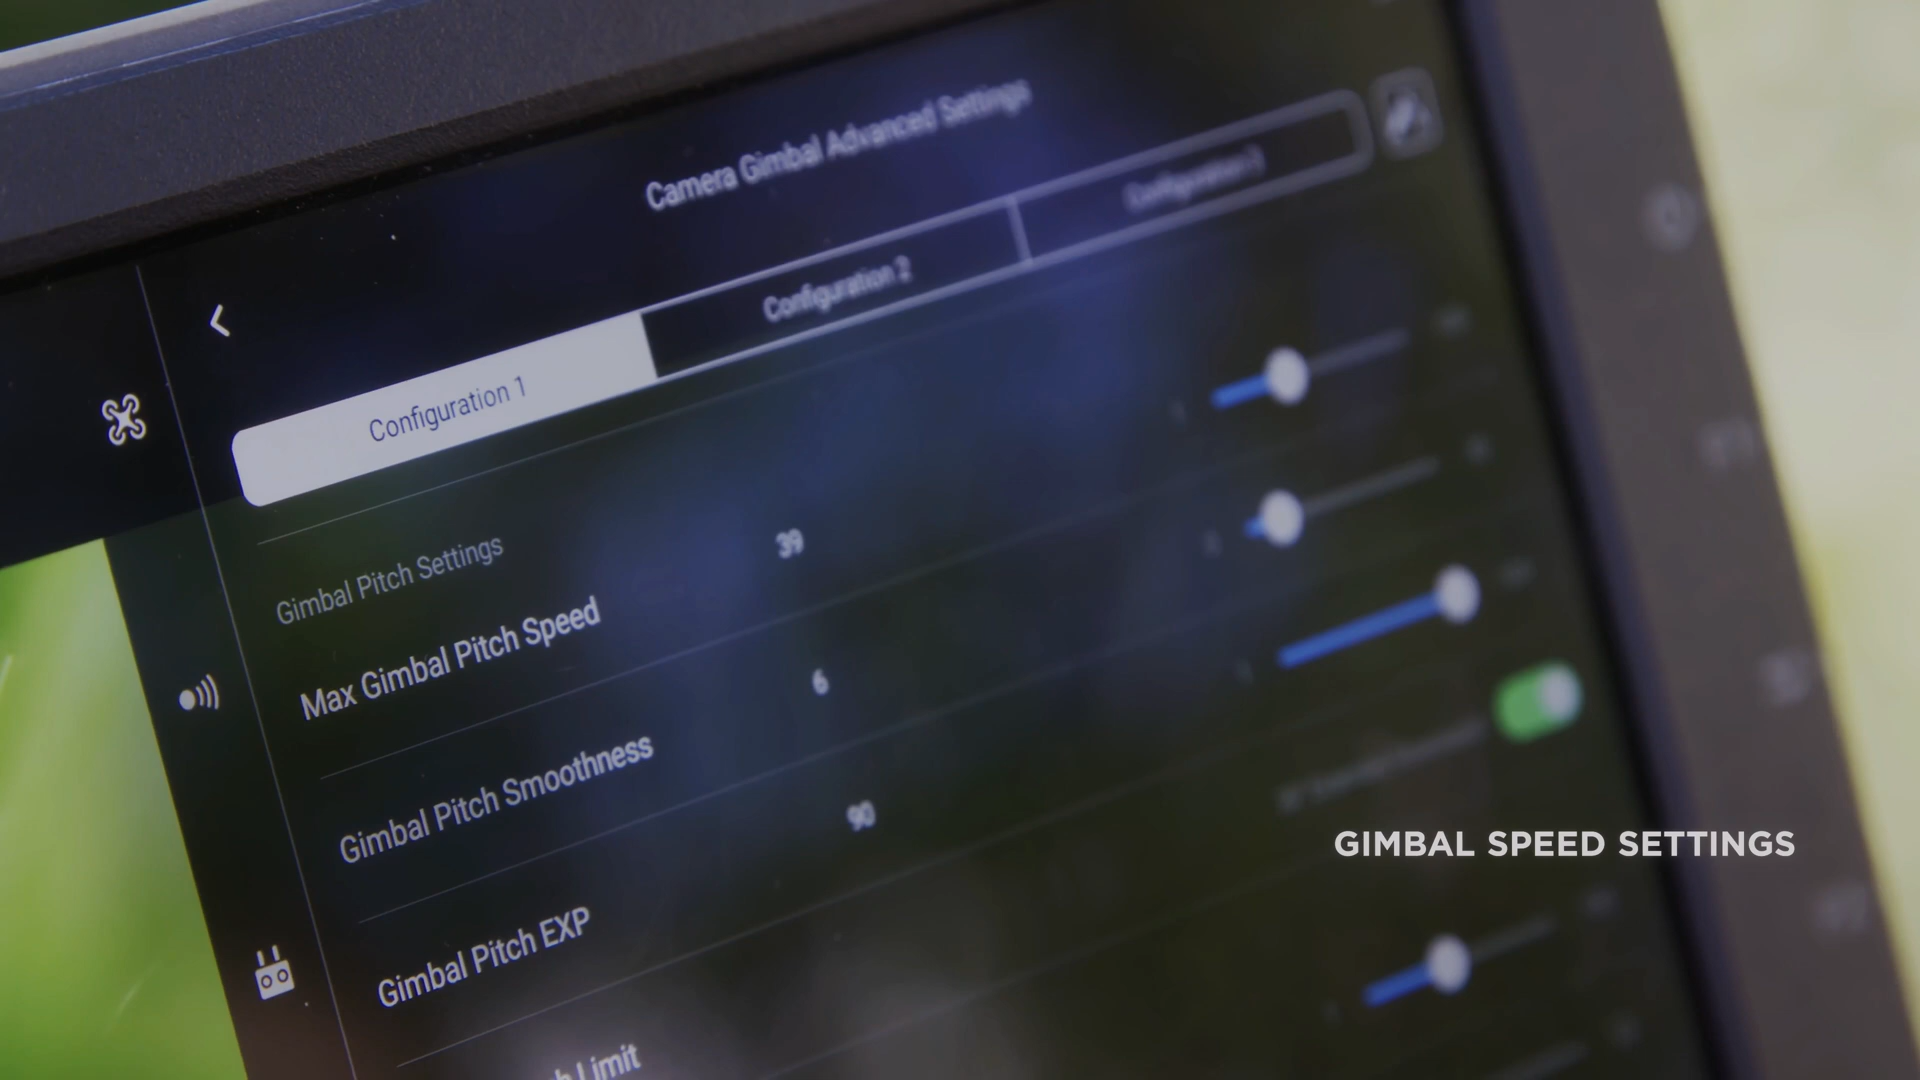 Camera Gimbal Advanced Settings
Configuration 1
Configuration 2
Gimbal Pitch Settings
Max Gimbal Pitch Speed
39
Gimbal Pitch Smoothness
6
Gimbal Pitch EXP
90
Limit
GIMBAL SPEED SETTINGS